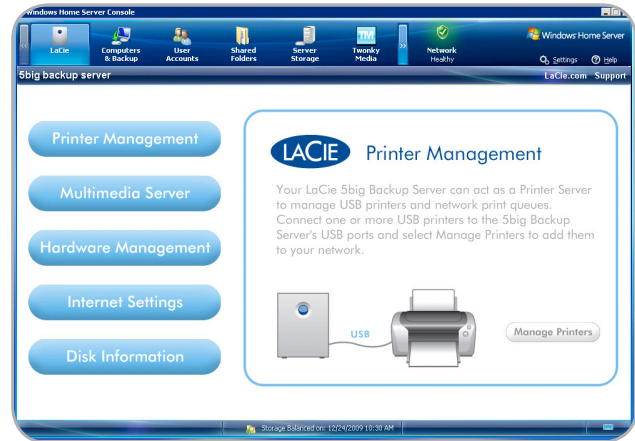 Windows Home Server Console
LaCie
Computers & Backup
User Accounts
Shared Folders
Server Storage
TM
Twonky Media
Network
Healthy
Windows Home Server
Settings
Help
5big backup server
LaCie.com Support
Printer Management
Multimedia Server
Hardware Management
Internet Settings
Disk Information
LACIE
Printer Management
Your LaCie 5big Backup Server can act as a Printer Server
to manage USB printers and network print queues.
Connect one or more USB printers to the 5big Backup
Server's USB ports and select Manage Printers to add them
to your network.
USB
Manage Printers
Storage Balanced on: 12/24/2009 10:30 AM